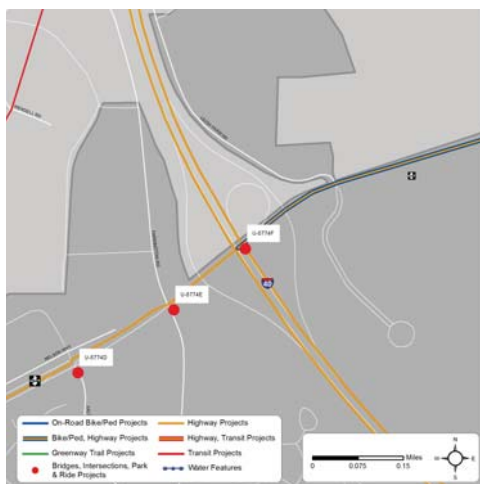 U-5774F
40
U-5774E
U-5774D
On-Road Bike/Ped Projects
Highway Projects
Bike/Ped, Highway Projects
Highway, Transit Projects
Greenway Trail Projects
Transit Projects
Bridges, Intersections, Park
& Ride Projects
Water Features
Miles
0
0.075
0.15
N
W
E
S